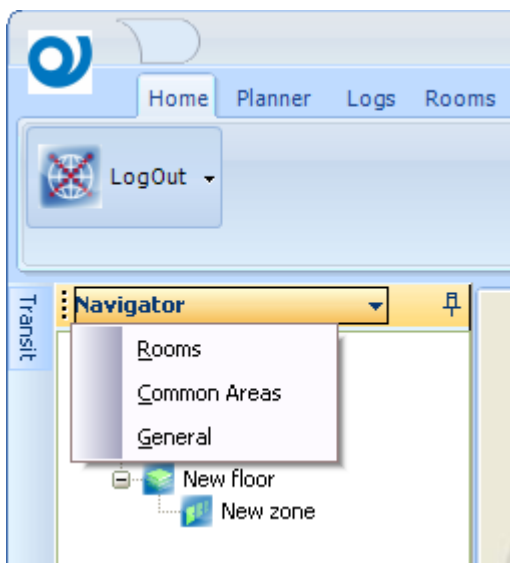 Home Planner Logs Rooms
LogOut
Transit
Navigator
Rooms
Common Areas
General
New floor
New zone